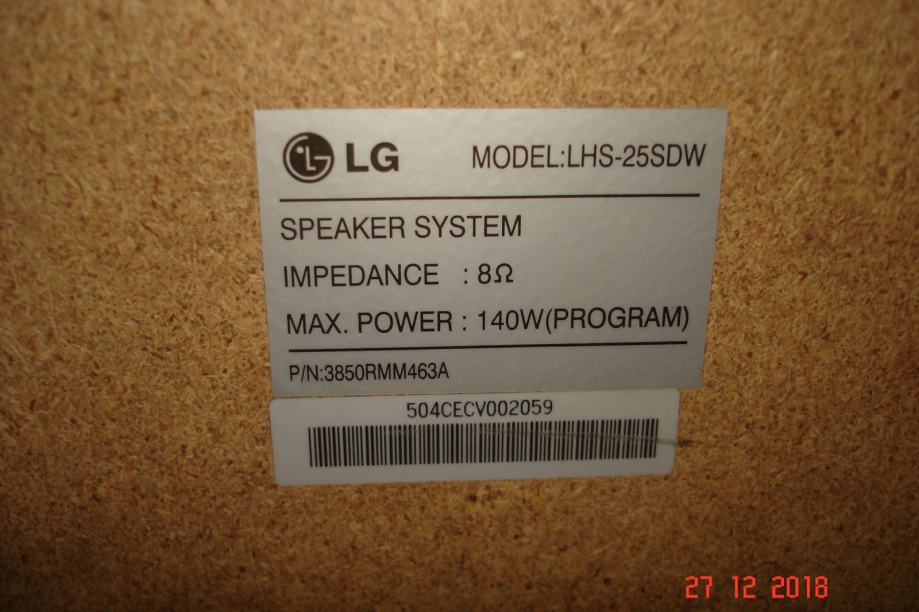 LG MODEL:LHS-25SDW
SPEAKER SYSTEM
IMPEDANCE : 8Ω
MAX. POWER : 140W(PROGRAM)
P/N:3850RMM463A
504CECV002059
27 12 2018